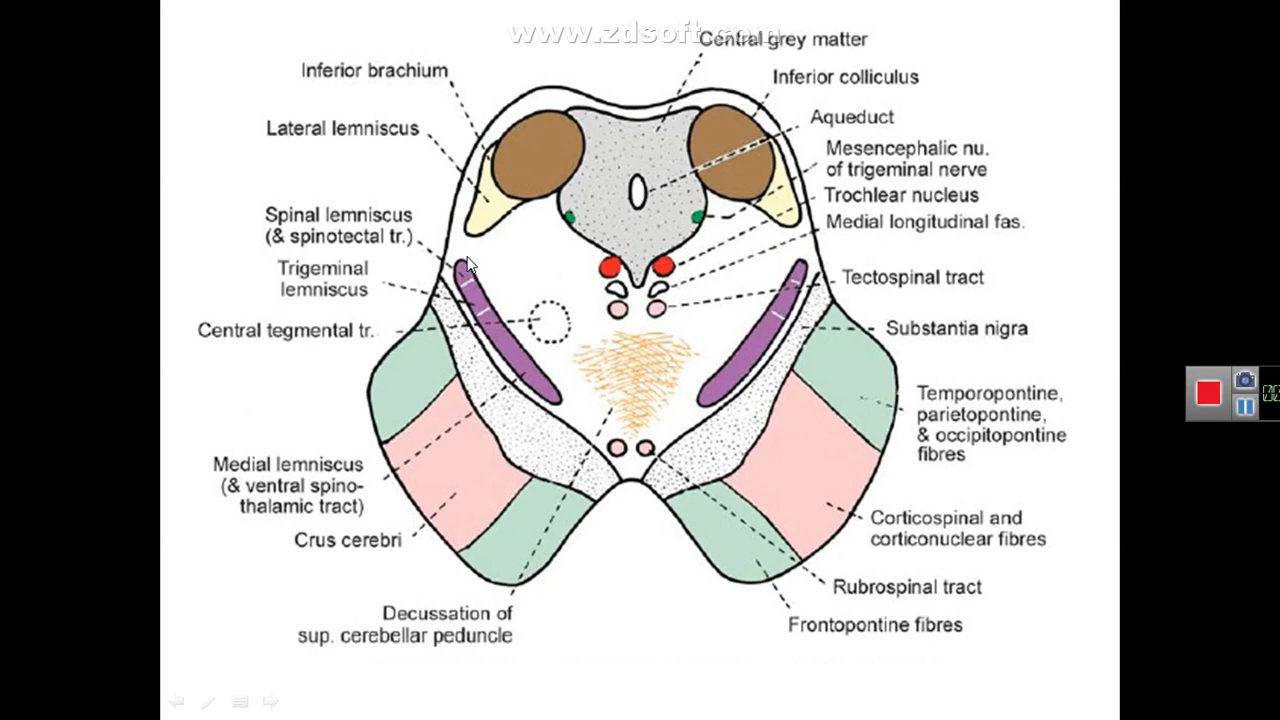 www.zdsoft.com
Central grey matter
Inferior brachium
Inferior colliculus
Lateral lemniscus
Aqueduct
Mesencephalic nu.
of trigeminal nerve
Trochlear nucleus
Spinal lemniscus
(& spinotectal tr.)
Medial longitudinal fas.
Trigeminal
lemniscus
Tectospinal tract
Central tegmental tr.
Substantia nigra
Temporopontine,
parietopontine,
& occipitopontine
fibres
Medial lemniscus
(& ventral spino-
thalamic tract)
Crus cerebri
Corticospinal and
corticonuclear fibres
Rubrospinal tract
Decussation of
sup. cerebellar peduncle
Frontopontine fibres